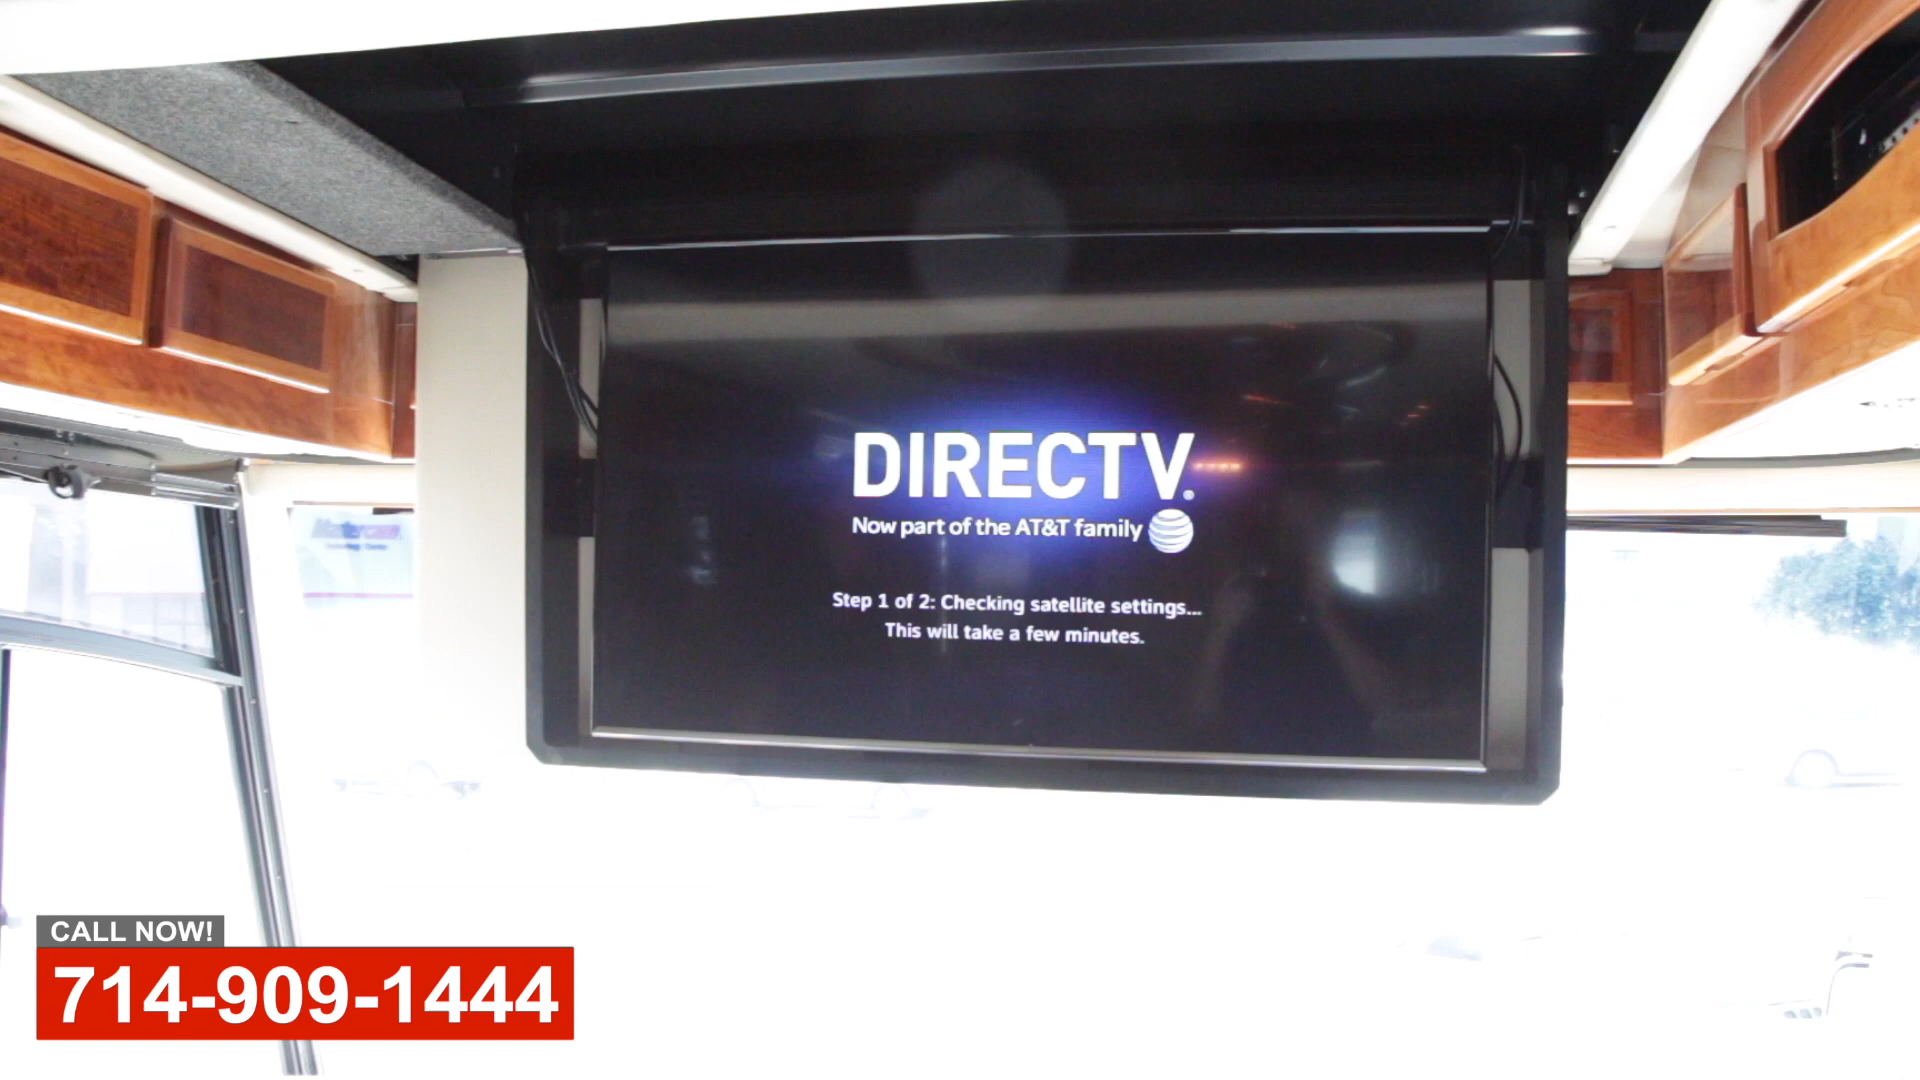 DIRECTV®
Now part of the AT&T family
Step 1 of 2: Checking satellite settings...
This will take a few minutes.
CALL NOW!
714-909-1444